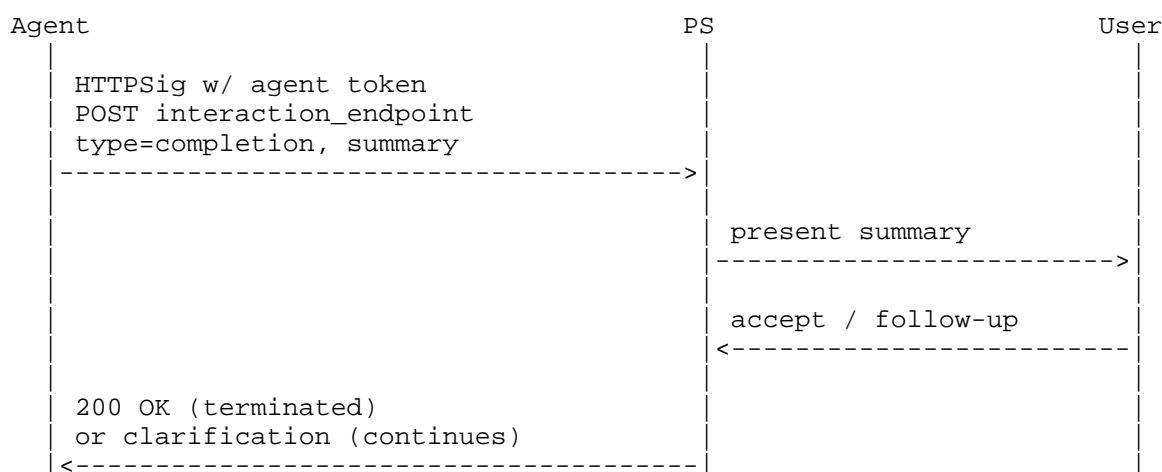 Agent PS User
HTTPSig w/ agent token
POST interaction_endpoint
type=completion, summary
present summary
accept / follow-up
200 OK (terminated)
or clarification (continues)